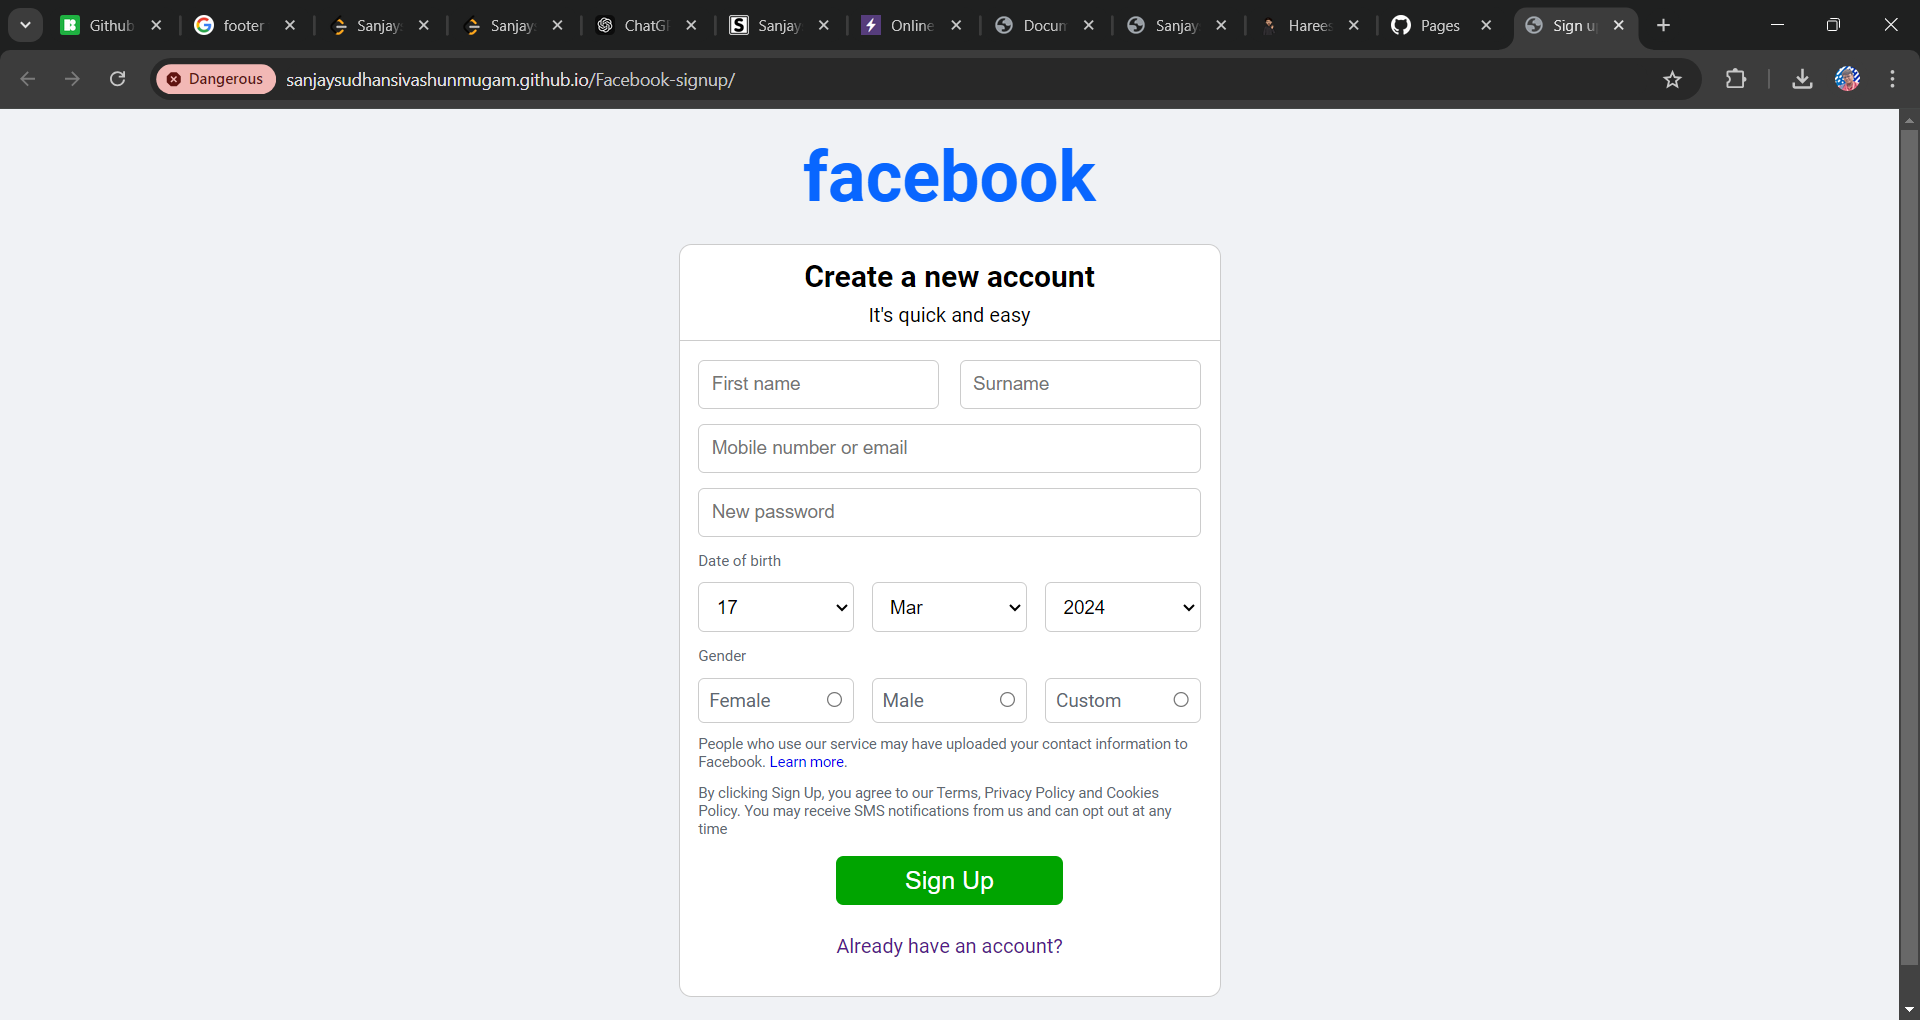 Github
footer
Sanjay
Sanjay
ChatG
Sanjay
Online
Docum
Sanjay
Harees
Pages
Sign u
Dangerous
sanjaysudhansivashunmugam.github.io/Facebook-signup/
facebook
Create a new account
It's quick and easy
First name
Surname
Mobile number or email
New password
Date of birth
17
Mar
2024
Gender
Female
Male
Custom
People who use our service may have uploaded your contact information to
Facebook. Learn more.
By clicking Sign Up, you agree to our Terms, Privacy Policy and Cookies
Policy. You may receive SMS notifications from us and can opt out at any
time
Sign Up
Already have an account?